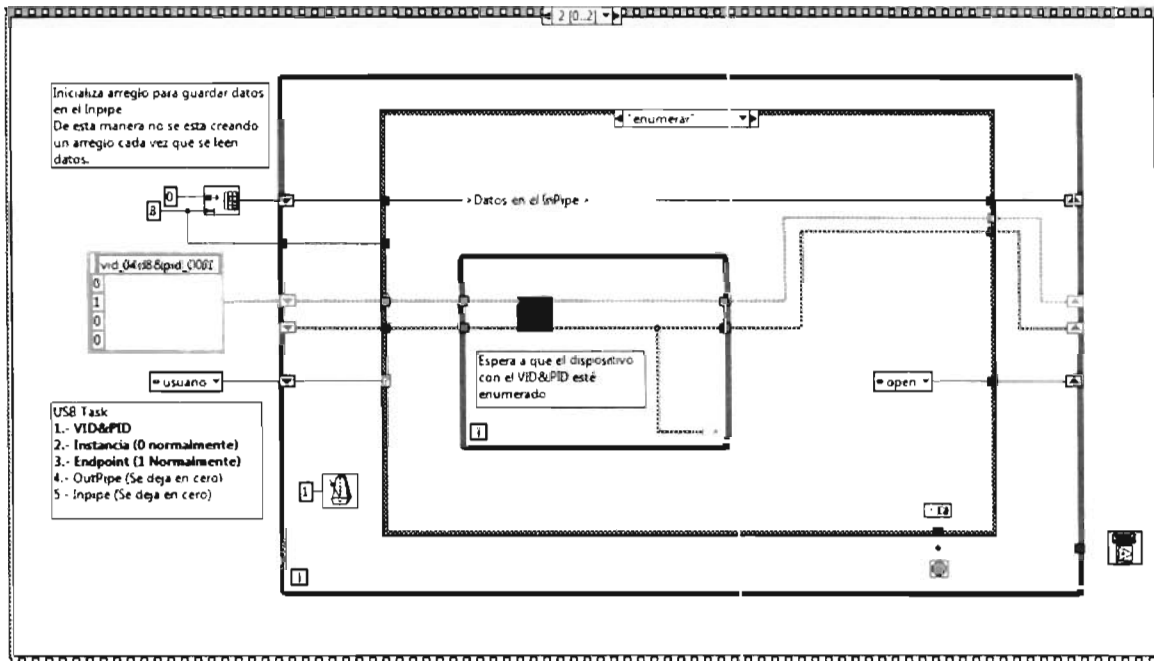 2 [0..2]
Inicializa arreglo para guardar datos
en el Inpipe
De esta manera no se esta creando
un arreglo cada vez que se leen
datos.
"enumerar"
0
8
Datos en el InPipe
vid_04d8&pid_
0
1
0
0
Espera a que el dispositivo
con el VID&PID esté
enumerado
usuario
open
USB Task
1.- VID&PID
2.- Instancia (0 normalmente)
3.- Endpoint (1 Normalmente)
4.- OutPipe (Se deja en cero)
5 - Inpipe (Se deja en cero)
i
1
i